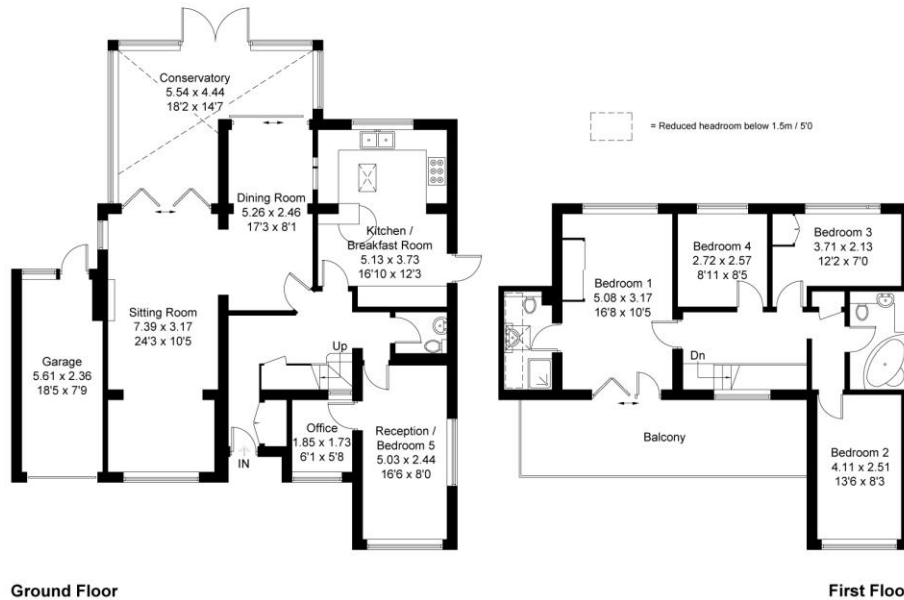 Conservatory
5.54 x 4.44
18'2 x 14'7
= Reduced headroom below 1.5m / 5'0
Dining Room
5.26 x 2.46
17'3 x 8'1
Kitchen /
Breakfast Room
5.13 x 3.73
16'10 x 12'3
Sitting Room
7.39 x 3.17
24'3 x 10'5
Garage
5.61 x 2.36
18'5 x 7'9
Up
Office
1.85 x 1.73
6'1 x 5'8
Reception /
Bedroom 5
5.03 x 2.44
16'6 x 8'0
IN
Bedroom 1
5.08 x 3.17
16'8 x 10'5
Bedroom 4
2.72 x 2.57
8'11 x 8'5
Bedroom 3
3.71 x 2.13
12'2 x 7'0
Dn
Balcony
Bedroom 2
4.11 x 2.51
13'6 x 8'3
Ground Floor
First Floo